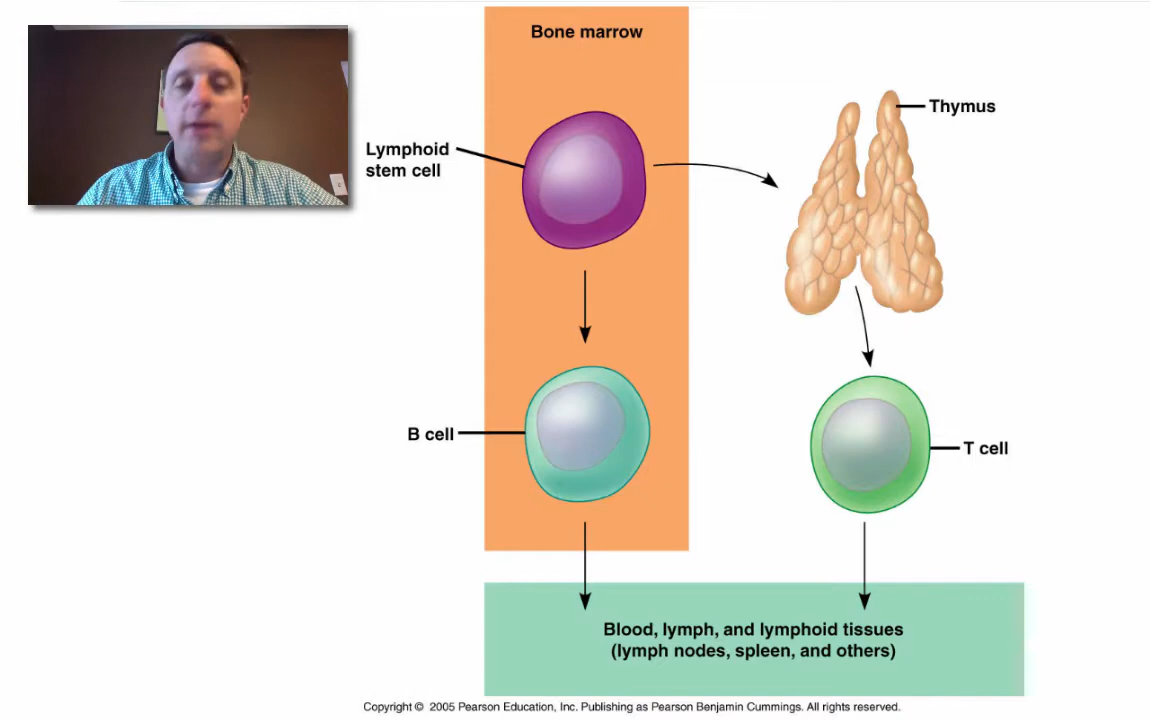 Bone marrow
Thymus
Lymphoid
stem cell
B cell
T cell
Blood, lymph, and lymphoid tissues
(lymph nodes, spleen, and others)
Copyright © 2005 Pearson Education, Inc. Publishing as Pearson Benjamin Cummings. All rights reserved.